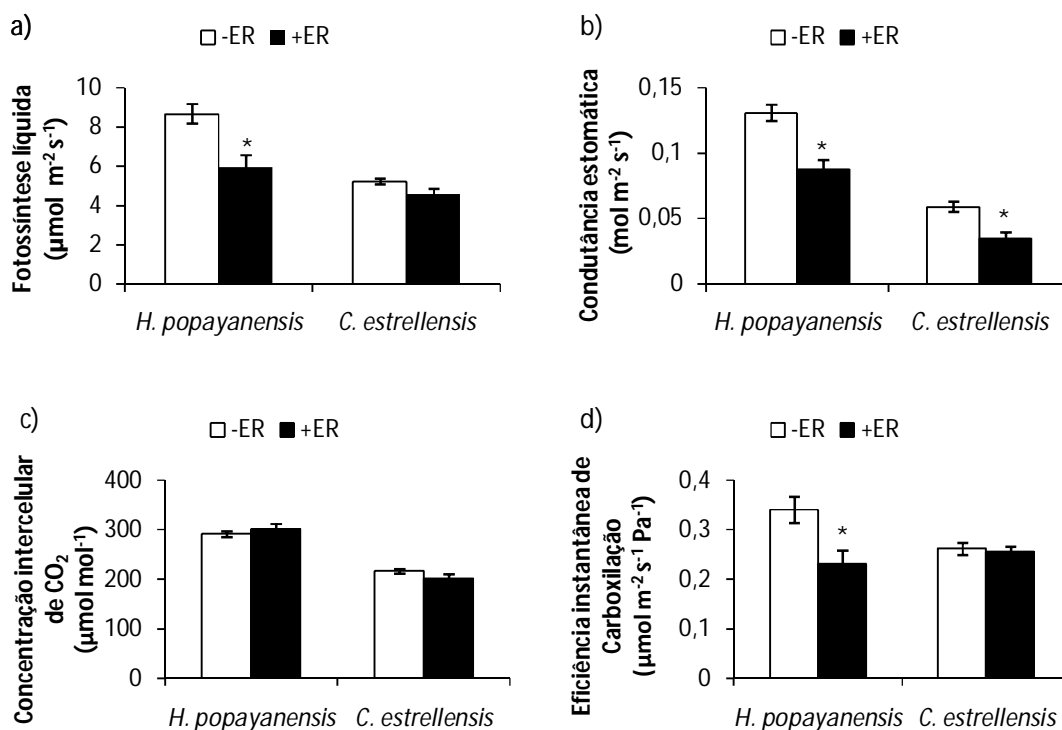 a)
-ER +ER
Fotossíntese líquida
(µmol m-2 s-1)
10
8
6
4
2
0
*
H. popayanensis C. estrellensis
b)
-ER +ER
Condutância estomática
(mol m-2 s-1)
0,15
0,1
0,05
0
*
*
H. popayanensis C. estrellensis
c)
-ER +ER
Concentração intercelular
de CO2
(µmol mol-1)
400
300
200
100
0
H. popayanensis C. estrellensis
d)
-ER +ER
Eficiência instantânea de
Carboxilação
(µmol m-2 s-1 Pa-1)
0,4
0,3
0,2
0,1
0
*
H. popayanensis C. estrellensis